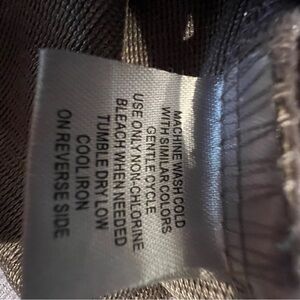 MACHINE WASH COLD
WITH SIMILAR COLORS
GENTLE CYCLE
USE ONLY NON-CHLORINE
BLEACH WHEN NEEDED
TUMBLE DRY LOW
COOL IRON
ON REVERSE SIDE